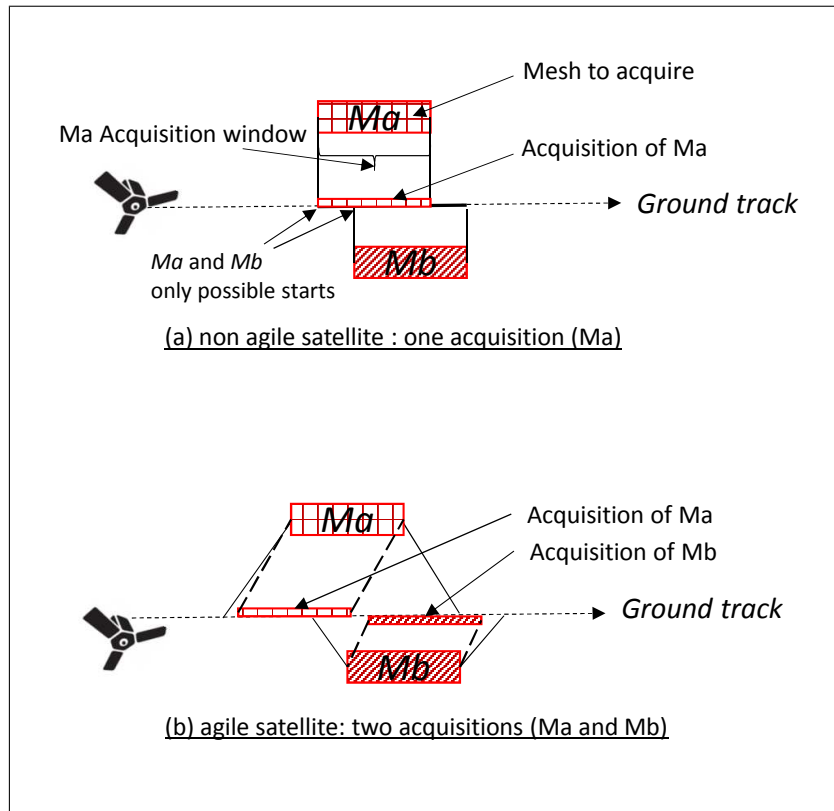 Mesh to acquire
Ma
Ma Acquisition window
Acquisition of Ma
Ground track
Ma and Mb
only possible starts
Mb
(a) non agile satellite : one acquisition (Ma)
Ma
Acquisition of Ma
Acquisition of Mb
Ground track
Mb
(b) agile satellite: two acquisitions (Ma and Mb)